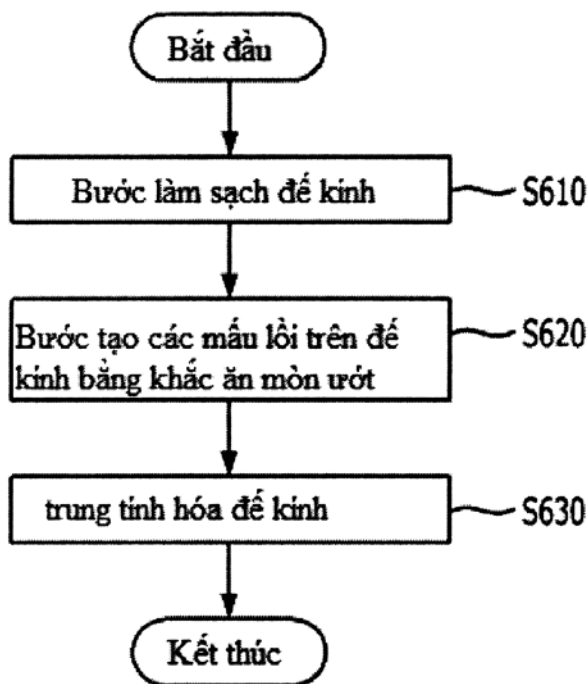 Bắt đầu
Bước làm sạch đế kính
S610
Bước tạo các mấu lồi trên đế
kính bằng khắc ăn mòn ướt
S620
trung tính hóa đế kính
S630
Kết thúc